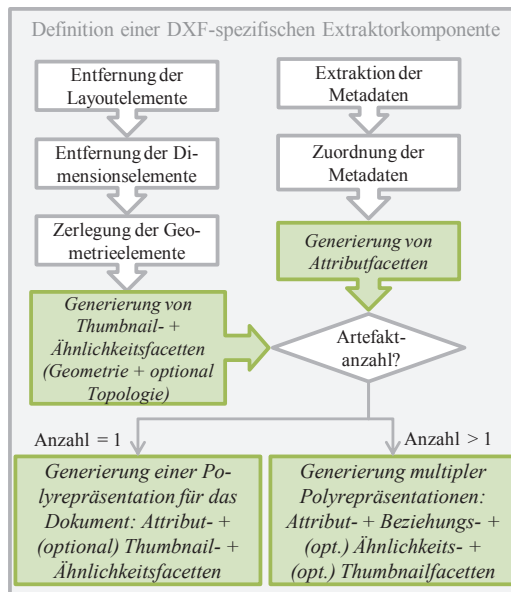 Definition einer DXF-spezifischen Extraktorkomponente
Entfernung der
Layoutelemente
Entfernung der Di-
mensionselemente
Zerlegung der Geo-
metrieelemente
Generierung von
Thumbnail- +
Ähnlichkeitsfacetten
(Geometrie + optional
Topologie)
Extraktion der
Metadaten
Zuordnung der
Metadaten
Generierung von
Attributfacetten
Artefakt-
anzahl?
Anzahl = 1
Anzahl > 1
Generierung einer Po-
lyrepräsentation für das
Dokument: Attribut- +
(optional) Thumbnail- +
Ähnlichkeitsfacetten
Generierung multipler
Polyrepräsentationen:
Attribut- + Beziehungs- +
(opt.) Ähnlichkeits- +
(opt.) Thumbnailfacetten